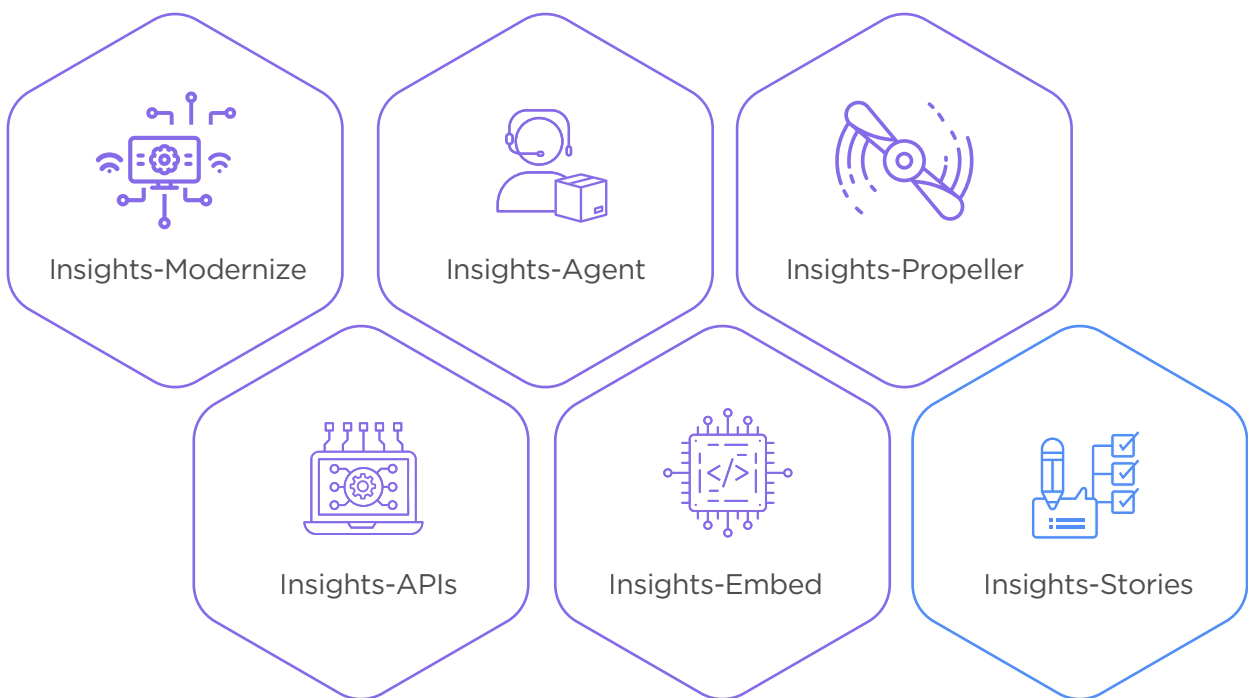 Insights-Modernize
Insights-Agent
Insights-Propeller
</>
Insights-APIs
Insights-Embed
Insights-Stories